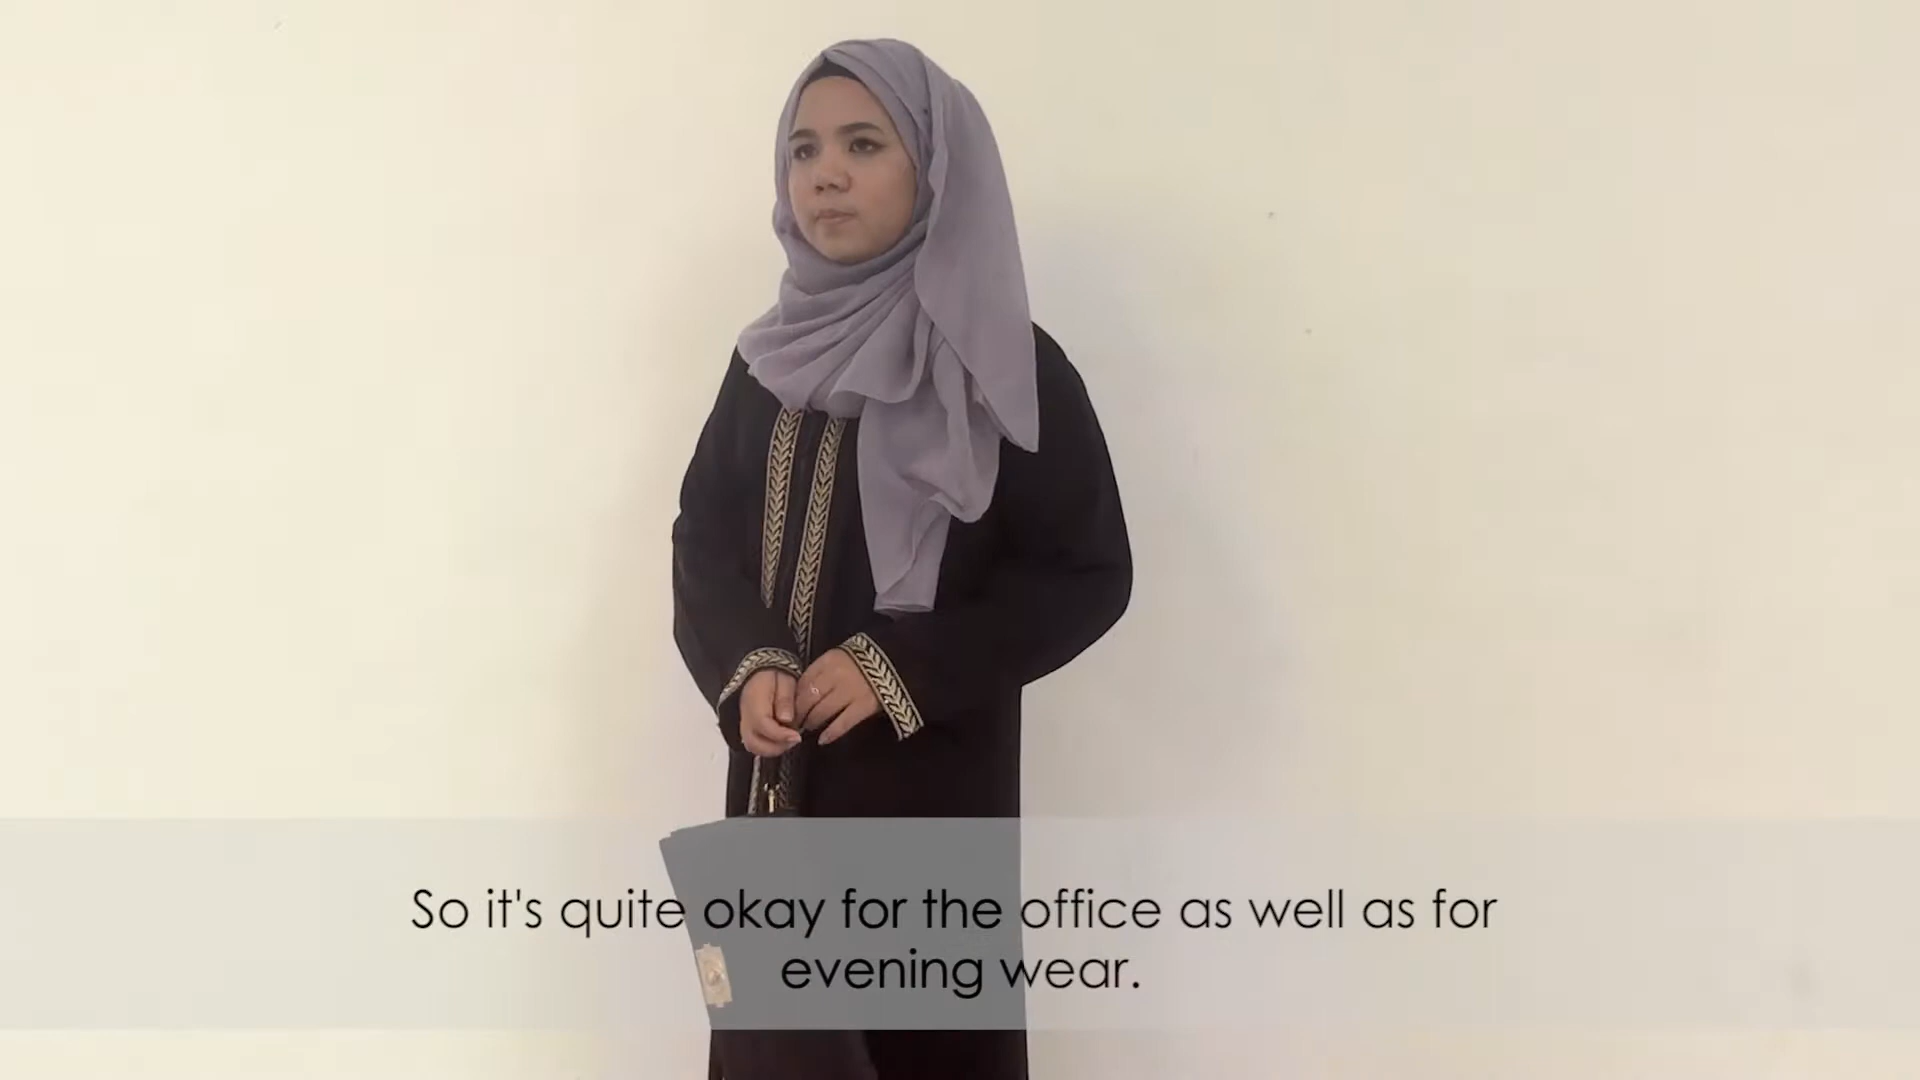 So it's quite okay for the office as well as for
evening wear.